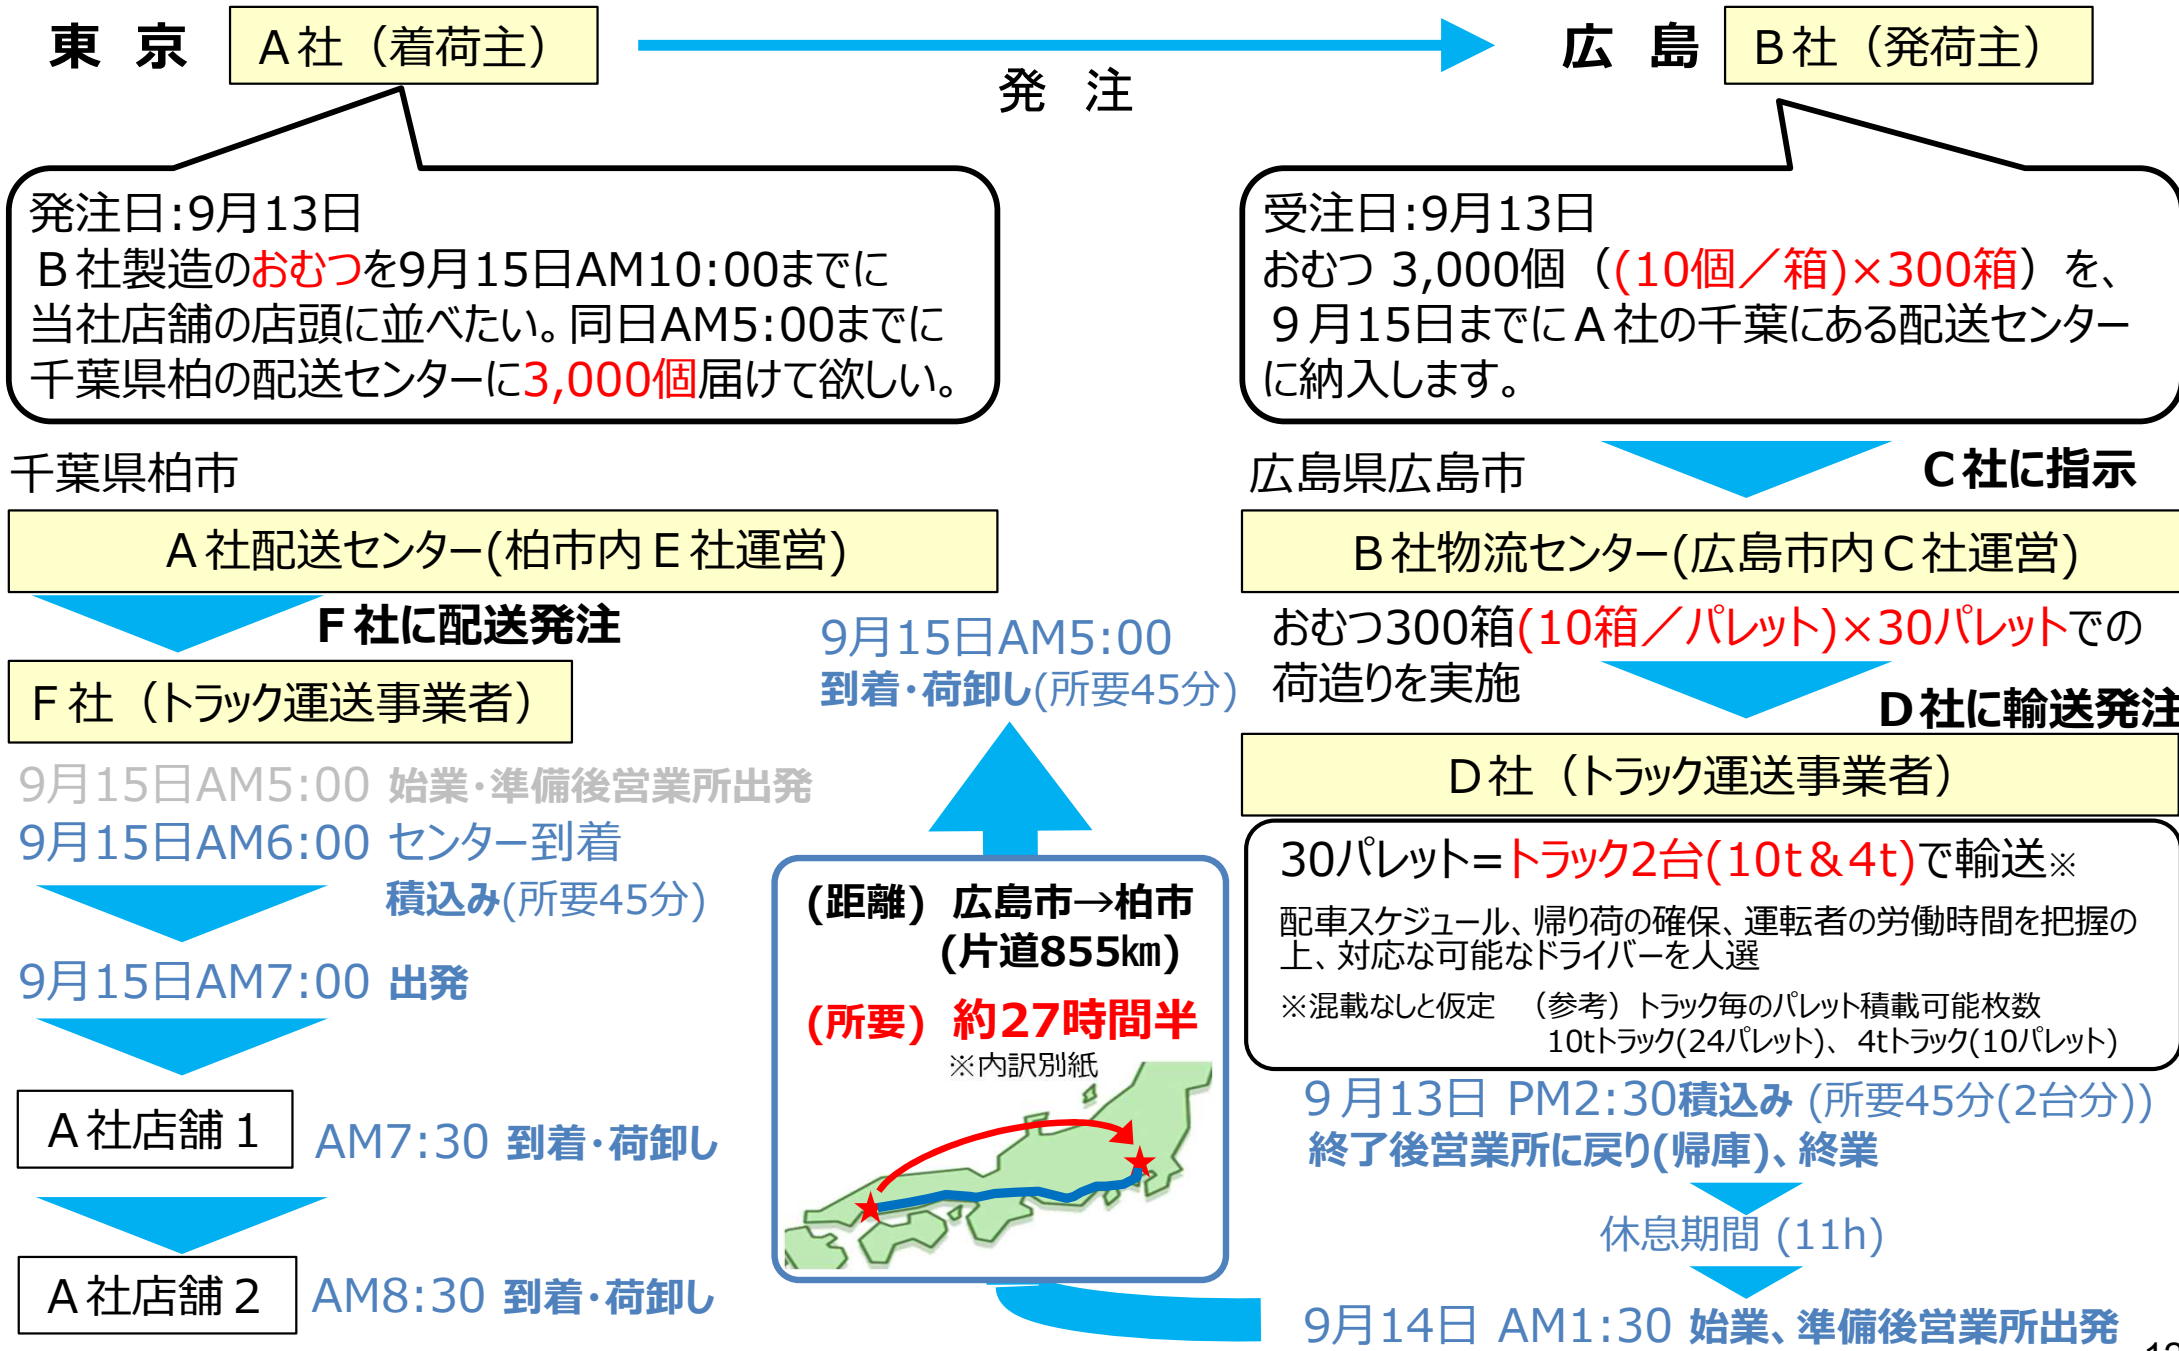 東 京
A社（着荷主）
発 注
広 島
B社（発荷主）
発注日:9月13日
B社製造のおむつを9月15日AM10:00までに
当社店舗の店頭に並べたい。同日AM5:00までに
千葉県柏の配送センターに3,000個届けて欲しい。
受注日:9月13日
おむつ 3,000個（(10個／箱)×300箱）を、
9月15日までにA社の千葉にある配送センター
に納入します。
千葉県柏市
A社配送センター(柏市内E社運営)
F社に配送発注
F社（トラック運送事業者）
9月15日AM5:00 始業・準備後営業所出発
9月15日AM6:00 センター到着
積込み(所要45分)
9月15日AM7:00 出発
A社店舗1
AM7:30 到着・荷卸し
A社店舗2
AM8:30 到着・荷卸し
9月15日AM5:00
到着・荷卸し(所要45分)
(距離) 広島市→柏市
(片道855㎞)
(所要) 約27時間半
※内訳別紙
広島県広島市
C社に指示
B社物流センター(広島市内C社運営)
おむつ300箱(10箱／パレット)×30パレットでの
荷造りを実施
D社に輸送発注
D社（トラック運送事業者）
30パレット=トラック2台(10t＆4t)で輸送※
配車スケジュール、帰り荷の確保、運転者の労働時間を把握の
上、対応な可能なドライバーを人選
※混載なしと仮定 （参考）トラック毎のパレット積載可能枚数
10tトラック(24パレット)、4tトラック(10パレット)
9月13日 PM2:30積込み (所要45分(2台分))
終了後営業所に戻り(帰庫)、終業
休息期間 (11h)
9月14日 AM1:30 始業、準備後営業所出発